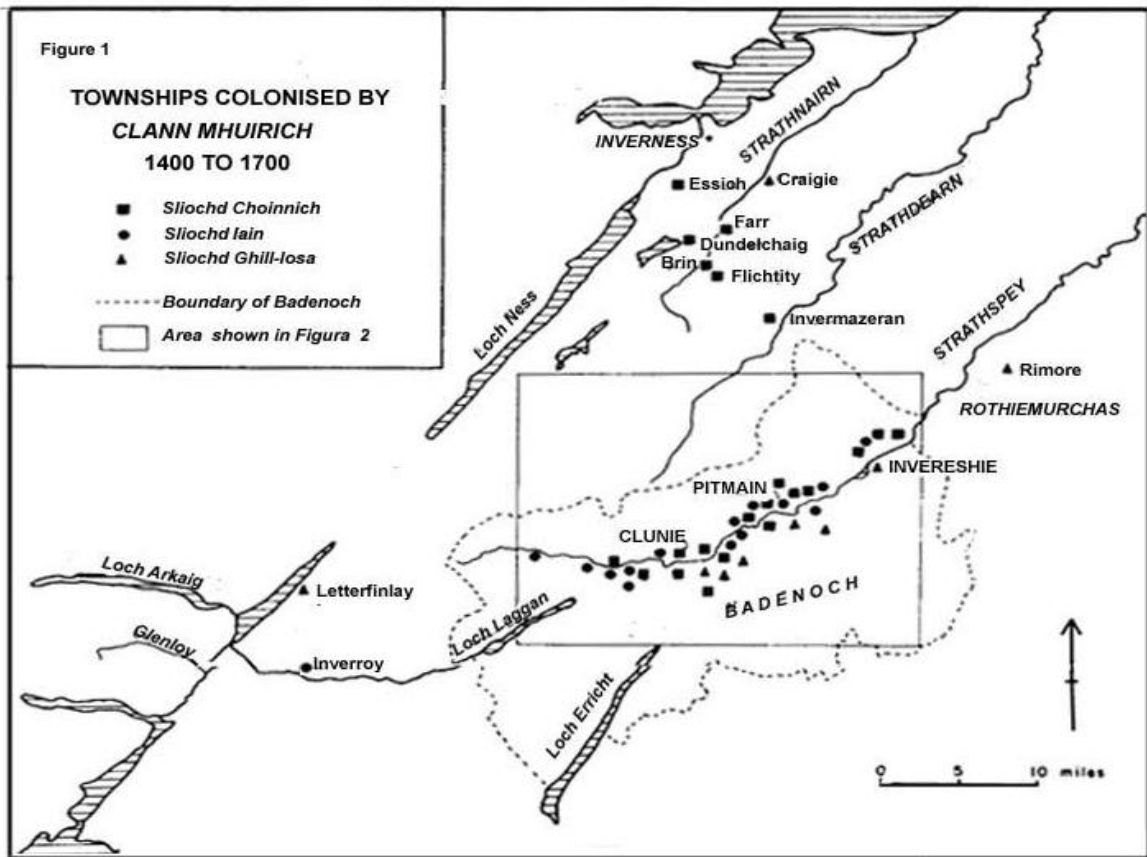 Figure 1
TOWNSHIPS COLONISED BY
CLANN MHUIRICH
1400 TO 1700
Sliochd Choinnich
Sliochd Iain
Sliochd Ghill-Iosa
Boundary of Badenoch
Area shown in Figura 2
INVERNESS
STRATHNAIRN
Essich
Craigie
STRATHDEARN
Farr
Dundelchaig
Brin
Flichtity
Loch Ness
Invermazeran
STRATHSPEY
Rimore
ROTHIEMURCHAS
INVERESHIE
PITMAIN
CLUNIE
BADENOCH
Loch Arkaig
Letterfinlay
Glenloy
Loch Laggan
Inverroy
Loch Erricht
0 5 10 miles